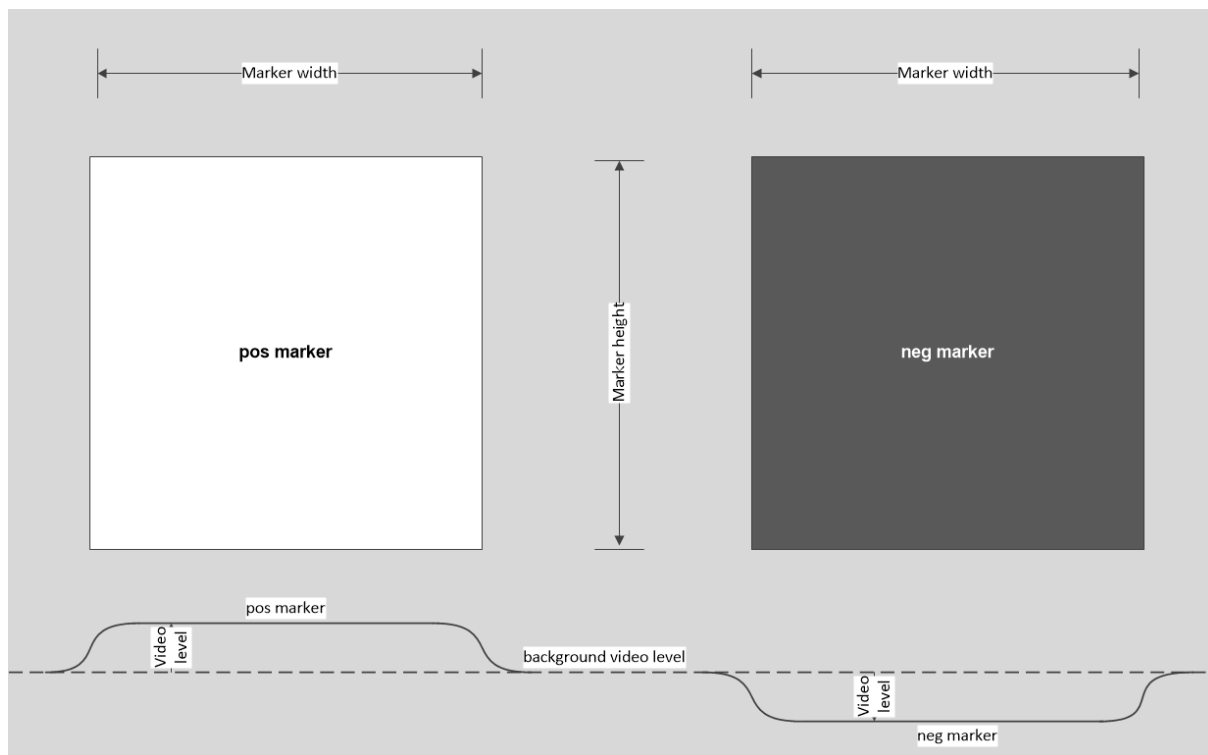 Marker width
Marker width
Marker height
pos marker
neg marker
pos marker
Video
level
background video level
Video
level
neg marker